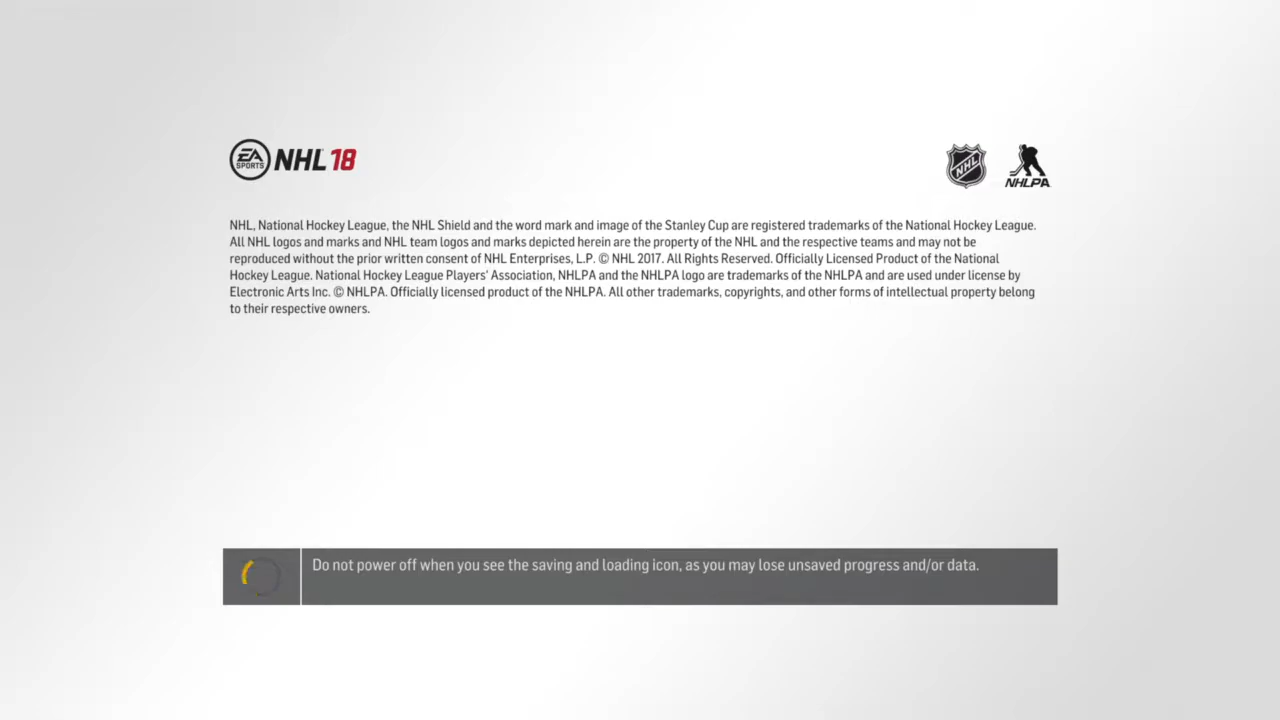 EA SPORTS NHL 18
NHL
NHLPA
NHL, National Hockey League, the NHL Shield and the word mark and image of the Stanley Cup are registered trademarks of the National Hockey League.
All NHL logos and marks and NHL team logos and marks depicted herein are the property of the NHL and the respective teams and may not be
reproduced without the prior written consent of NHL Enterprises, L.P. © NHL 2017. All Rights Reserved. Officially Licensed Product of the National
Hockey League. National Hockey League Players' Association, NHLPA and the NHLPA logo are trademarks of the NHLPA and are used under license by
Electronic Arts Inc. © NHLPA. Officially licensed product of the NHLPA. All other trademarks, copyrights, and other forms of intellectual property belong
to their respective owners.
Do not power off when you see the saving and loading icon, as you may lose unsaved progress and/or data.